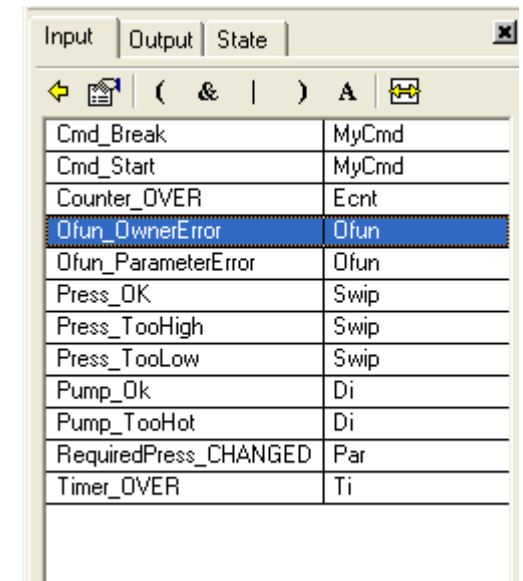 Input Output State
( & | ) A
Cmd_Break MyCmd
Cmd_Start MyCmd
Counter_OVER Ecnt
Ofun_OwnerError Ofun
Ofun_ParameterError Ofun
Press_OK Swip
Press_TooHigh Swip
Press_TooLow Swip
Pump_Ok Di
Pump_TooHot Di
RequiredPress_CHANGED Par
Timer_OVER Ti